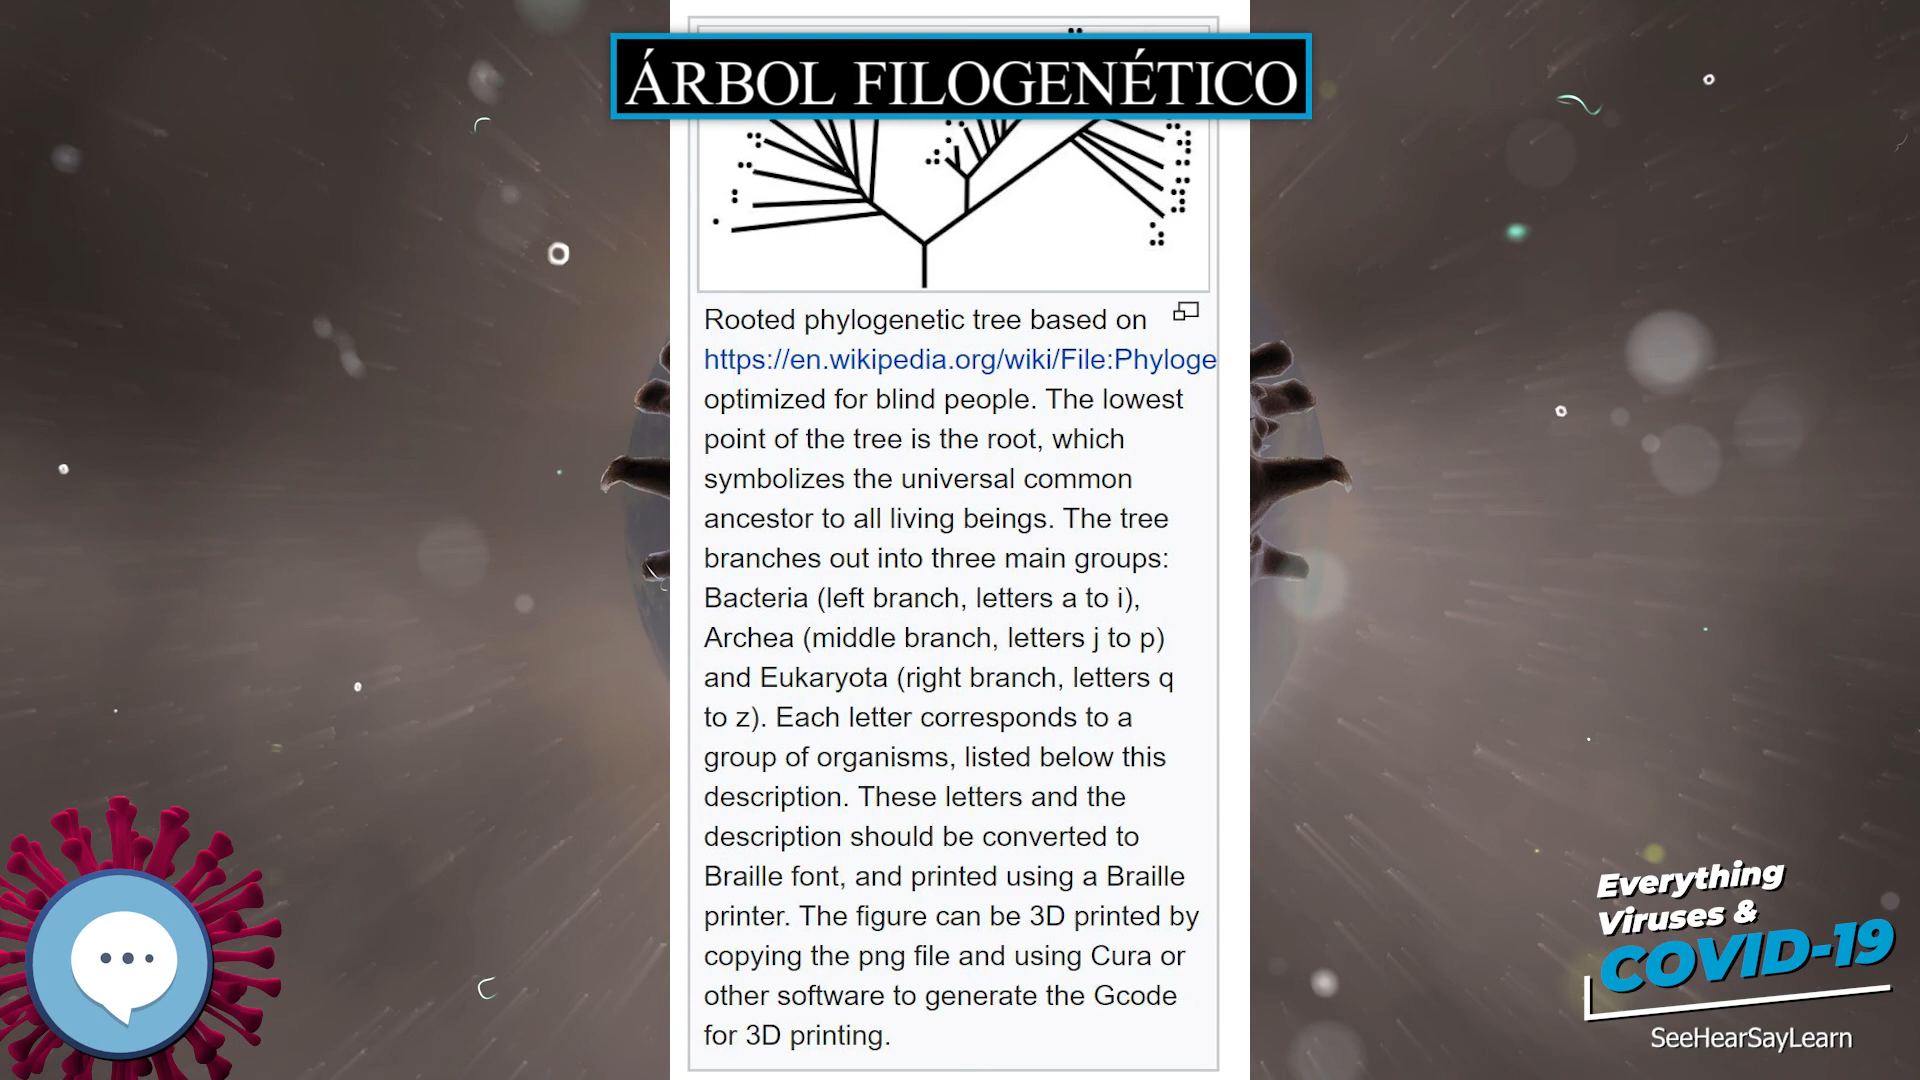 ÁRBOL FILOGENÉTICO
Rooted phylogenetic tree based on
https://en.wikipedia.org/wiki/File:Phyloge
optimized for blind people. The lowest
point of the tree is the root, which
symbolizes the universal common
ancestor to all living beings. The tree
branches out into three main groups:
Bacteria (left branch, letters a to i),
Archea (middle branch, letters j to p)
and Eukaryota (right branch, letters q
to z). Each letter corresponds to a
group of organisms, listed below this
description. These letters and the
description should be converted to
Braille font, and printed using a Braille
printer. The figure can be 3D printed by
copying the png file and using Cura or
other software to generate the Gcode
for 3D printing.
Everything
Viruses &
COVID-19
SeeHearSayLearn